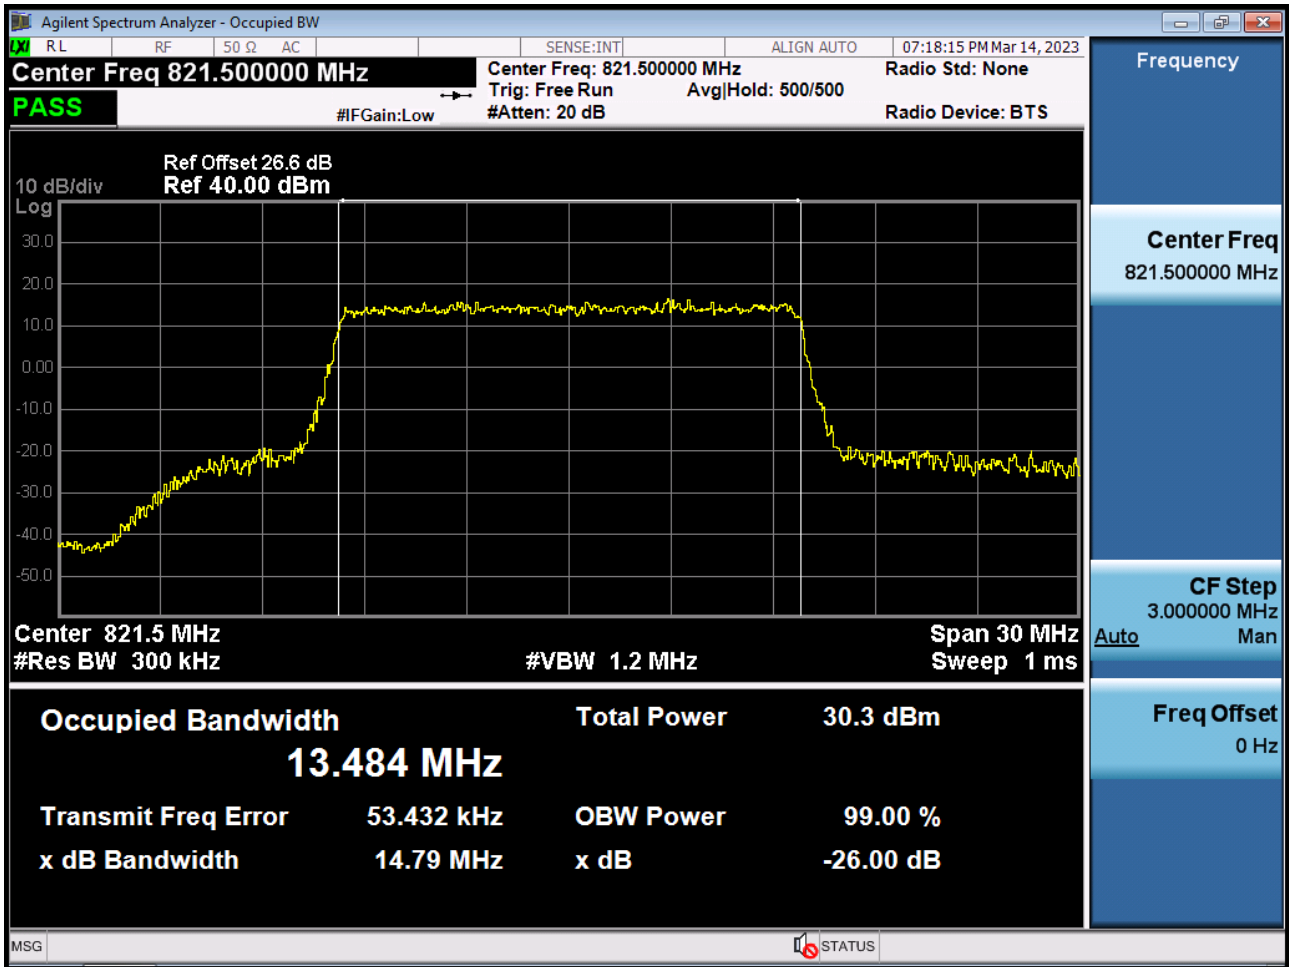 Agilent Spectrum Analyzer - Occupied BW
LXI RL RF 50 Ω AC SENSE:INT ALIGN AUTO 07:18:15 PM Mar 14, 2023
Center Freq 821.500000 MHz
Center Freq: 821.500000 MHz Radio Std: None
Trig: Free Run Avg|Hold: 500/500
PASS
#IFGain:Low #Atten: 20 dB Radio Device: BTS
Ref Offset 26.6 dB
10 dB/div Ref 40.00 dBm
Log
30.0
20.0
10.0
0.00
-10.0
-20.0
-30.0
-40.0
-50.0
Center 821.5 MHz Span 30 MHz
#Res BW 300 kHz #VBW 1.2 MHz Sweep 1 ms
Occupied Bandwidth Total Power 30.3 dBm
13.484 MHz
Transmit Freq Error 53.432 kHz OBW Power 99.00 %
x dB Bandwidth 14.79 MHz x dB -26.00 dB
Frequency
Center Freq
821.500000 MHz
CF Step
3.000000 MHz
Auto Man
Freq Offset
0 Hz
MSG STATUS